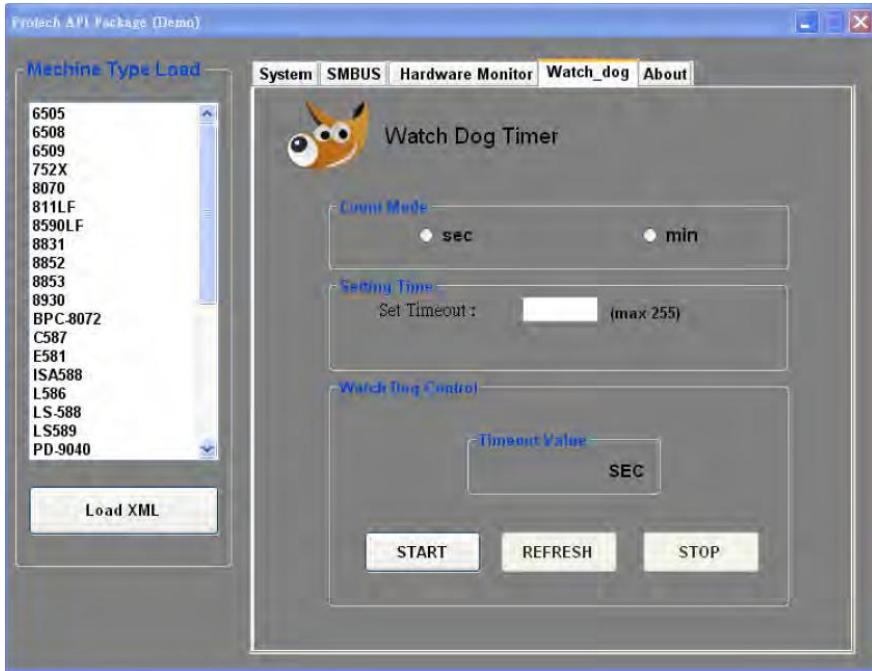 Protech API Package (Demo)
Mechine Type Load
6505
6508
6509
752X
8070
811LF
8590LF
8831
8852
8853
8930
BPC-8072
C587
E581
ISA588
L586
LS-588
LS589
PD-9040
Load XML
System SMBUS Hardware Monitor Watch_dog About
Watch Dog Timer
Count Mode
sec min
Setting Time
Set Timeout : (max 255)
Watch Dog Control
Timeout Value
SEC
START REFRESH STOP